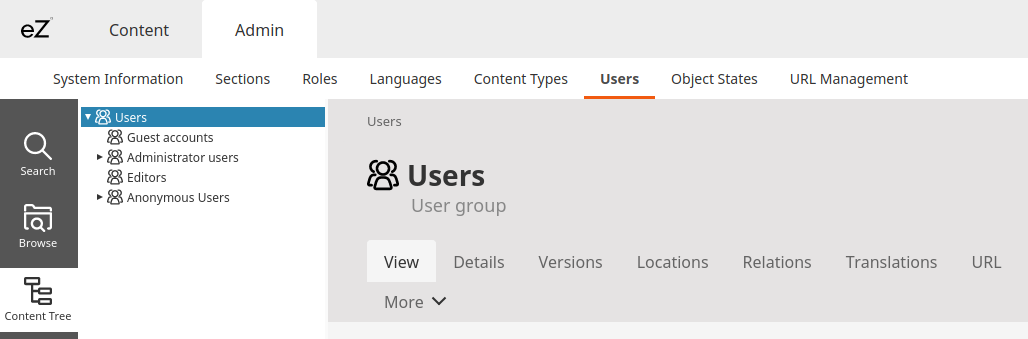 eZ Content Admin
System Information Sections Roles Languages Content Types Users Object States URL Management
Search
Browse
Content Tree
Users
Guest accounts
Administrator users
Editors
Anonymous Users
Users
Users
User group
View Details Versions Locations Relations Translations URL
More